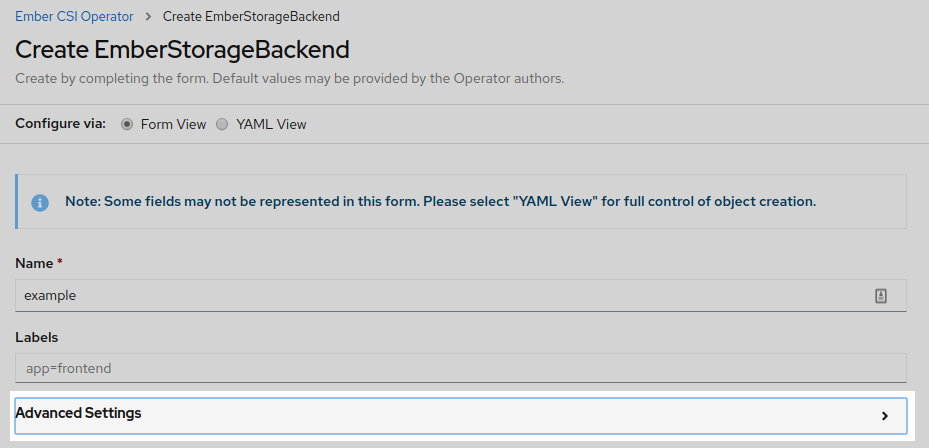 Ember CSI Operator > Create EmberStorageBackend
Create EmberStorageBackend
Create by completing the form. Default values may be provided by the Operator authors.
Configure via: Form View YAML View
Note: Some fields may not be represented in this form. Please select "YAML View" for full control of object creation.
Name *
example
Labels
app=frontend
Advanced Settings